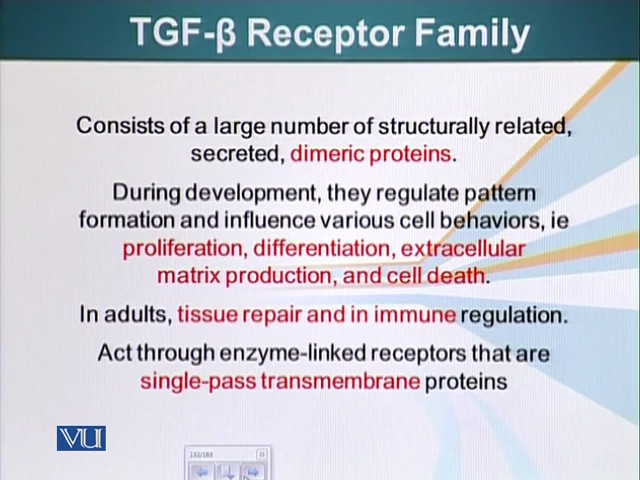 TGF-β Receptor Family
Consists of a large number of structurally related,
secreted, dimeric proteins.
During development, they regulate pattern
formation and influence various cell behaviors, ie
proliferation, differentiation, extracellular
matrix production, and cell death.
In adults, tissue repair and in immune regulation.
Act through enzyme-linked receptors that are
single-pass transmembrane proteins
VU
152/163